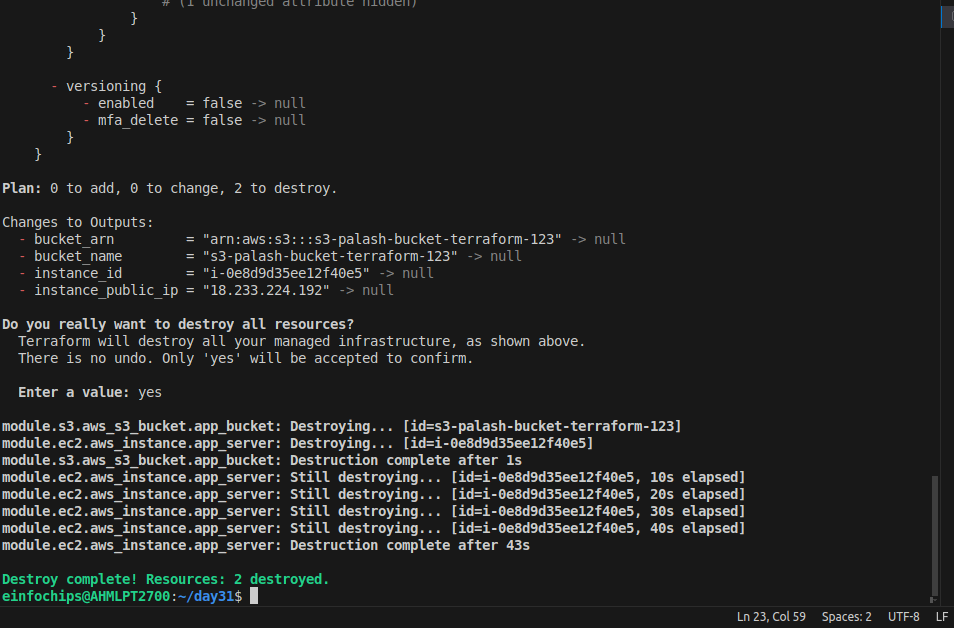 # (1 unchanged attribute hidden)
}
}
}
- versioning {
- enabled    = false -> null
- mfa_delete = false -> null
}
}
Plan: 0 to add, 0 to change, 2 to destroy.
Changes to Outputs:
- bucket_arn         = "arn:aws:s3:::s3-palash-bucket-terraform-123" -> null
- bucket_name        = "s3-palash-bucket-terraform-123" -> null
- instance_id        = "i-0e8d9d35ee12f40e5" -> null
- instance_public_ip = "18.233.224.192" -> null
Do you really want to destroy all resources?
Terraform will destroy all your managed infrastructure, as shown above.
There is no undo. Only 'yes' will be accepted to confirm.
Enter a value: yes
module.s3.aws_s3_bucket.app_bucket: Destroying... [id=s3-palash-bucket-terraform-123]
module.ec2.aws_instance.app_server: Destroying... [id=i-0e8d9d35ee12f40e5]
module.s3.aws_s3_bucket.app_bucket: Destruction complete after 1s
module.ec2.aws_instance.app_server: Still destroying... [id=i-0e8d9d35ee12f40e5, 10s elapsed]
module.ec2.aws_instance.app_server: Still destroying... [id=i-0e8d9d35ee12f40e5, 20s elapsed]
module.ec2.aws_instance.app_server: Still destroying... [id=i-0e8d9d35ee12f40e5, 30s elapsed]
module.ec2.aws_instance.app_server: Still destroying... [id=i-0e8d9d35ee12f40e5, 40s elapsed]
module.ec2.aws_instance.app_server: Destruction complete after 43s
Destroy complete! Resources: 2 destroyed.
einfochips@AHMLPT2700:~/day31$
Ln 23, Col 59 Spaces: 2 UTF-8 LF